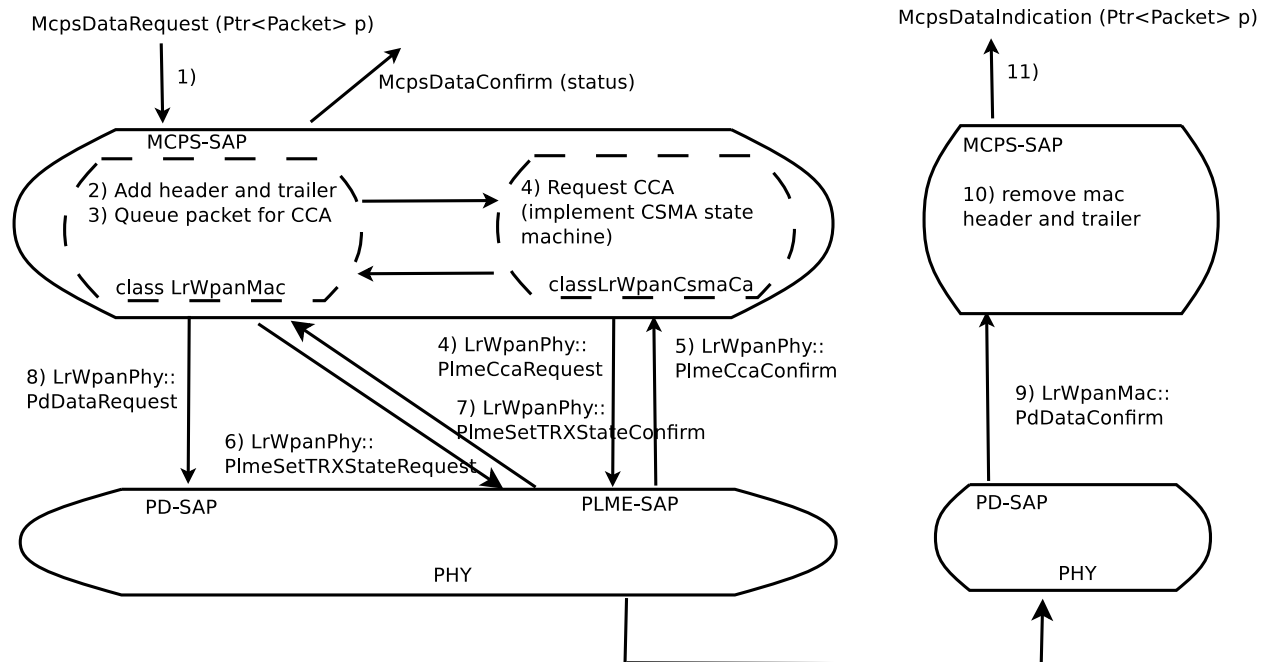 McpsDataRequest (Ptr<Packet> p)
1)
McpsDataConfirm (status)
MCPS-SAP
2) Add header and trailer
3) Queue packet for CCA
class LrWpanMac
4) Request CCA
(implement CSMA state
machine)
classLrWpanCsmaCa
8) LrWpanPhy::
PdDataRequest
6) LrWpanPhy::
PlmeSetTRXStateRequest
4) LrWpanPhy::
PlmeCcaRequest
7) LrWpanPhy::
PlmeSetTRXStateConfirm
5) LrWpanPhy::
PlmeCcaConfirm
PD-SAP
PLME-SAP
PHY
McpsDataIndication (Ptr<Packet> p)
11)
MCPS-SAP
10) remove mac
header and trailer
9) LrWpanMac::
PdDataConfirm
PD-SAP
PHY